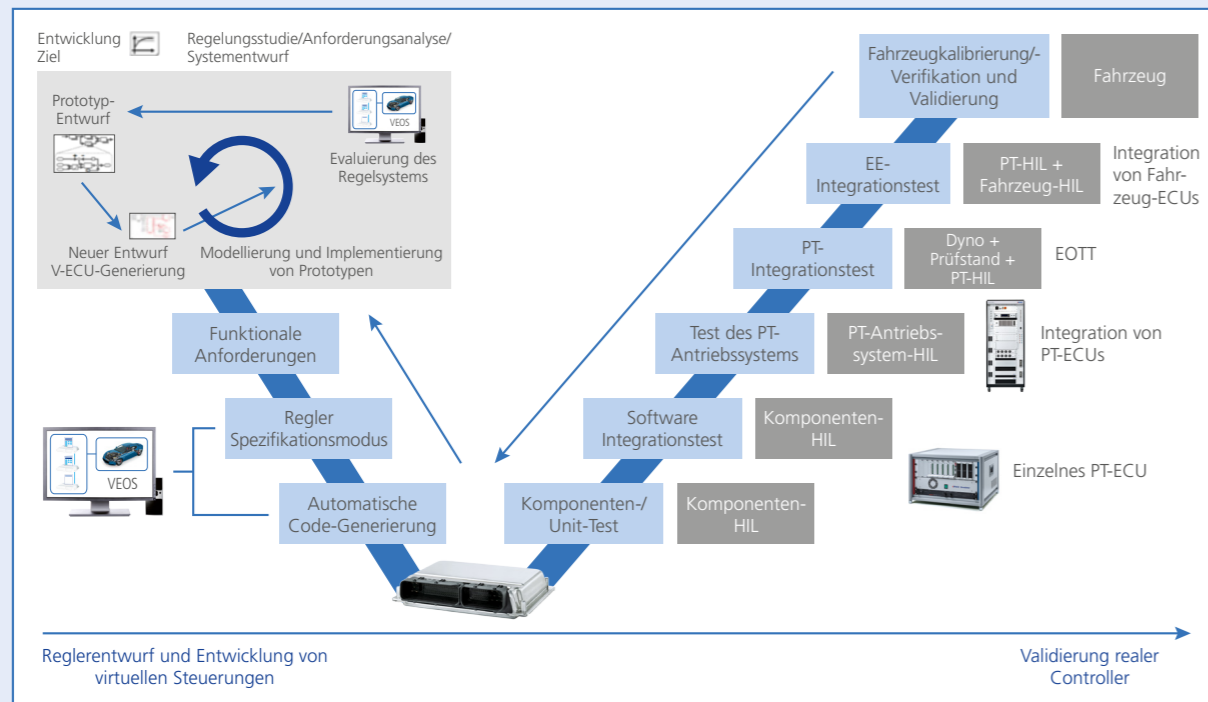 Entwicklung
Ziel
Regelungsstudie/Anforderungsanalyse/
Systementwurf
Prototyp-
Entwurf
VEOS
Evaluierung des
Regelsystems
Neuer Entwurf
V-ECU-Generierung
Modellierung und Implementierung
von Prototypen
Funktionale
Anforderungen
Regler
Spezifikationsmodus
Automatische
Code-Generierung
VEOS
Fahrzeugkalibrierung/-
Verifikation und
Validierung
Fahrzeug
EE-
Integrationstest
PT-HIL +
Fahrzeug-HIL
Integration
von Fahr-
zeug-ECUs
PT-
Integrationstest
Dyno +
Prüfstand +
PT-HIL
EOTT
Test des PT-
Antriebssystems
PT-Antriebs-
system-HIL
Integration von
PT-ECUs
Software
Integrationstest
Komponenten-
HIL
Einzelnes PT-ECU
Komponenten-/
Unit-Test
Komponenten-
HIL
Reglerentwurf und Entwicklung von
virtuellen Steuerungen
Validierung realer
Controller